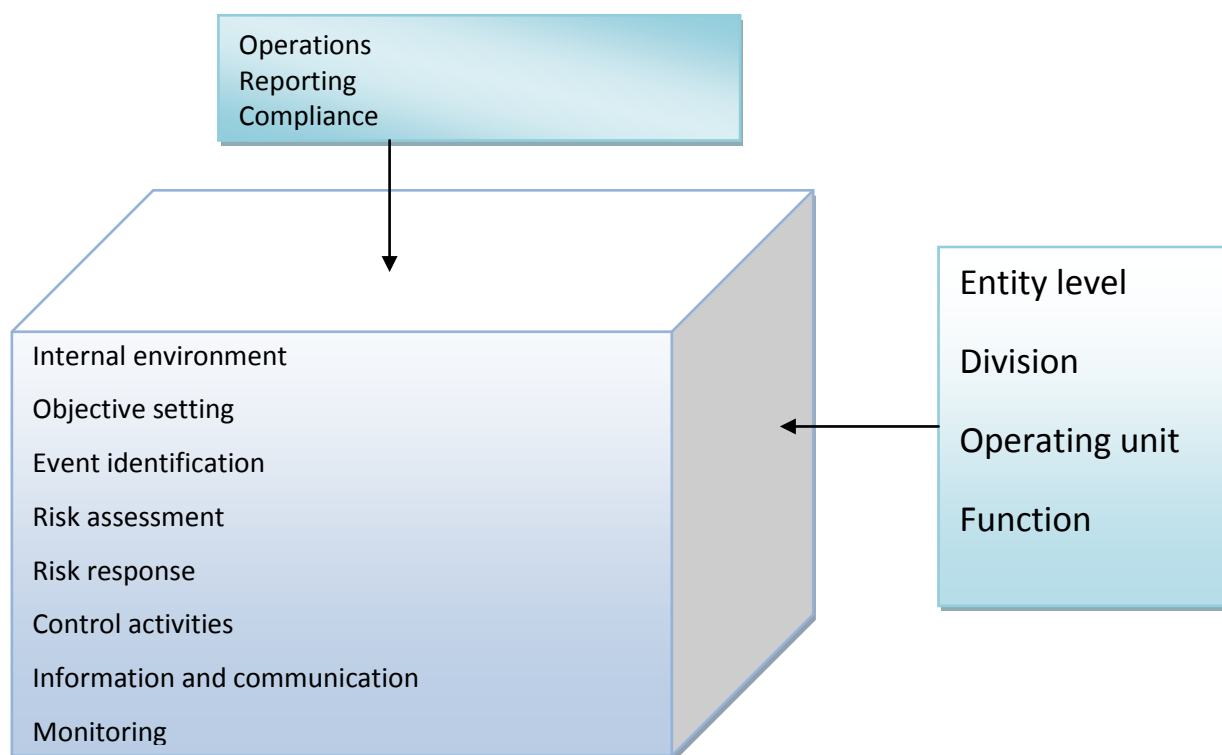 Operations
Reporting
Compliance
Internal environment
Objective setting
Event identification
Risk assessment
Risk response
Control activities
Information and communication
Monitoring
Entity level
Division
Operating unit
Function